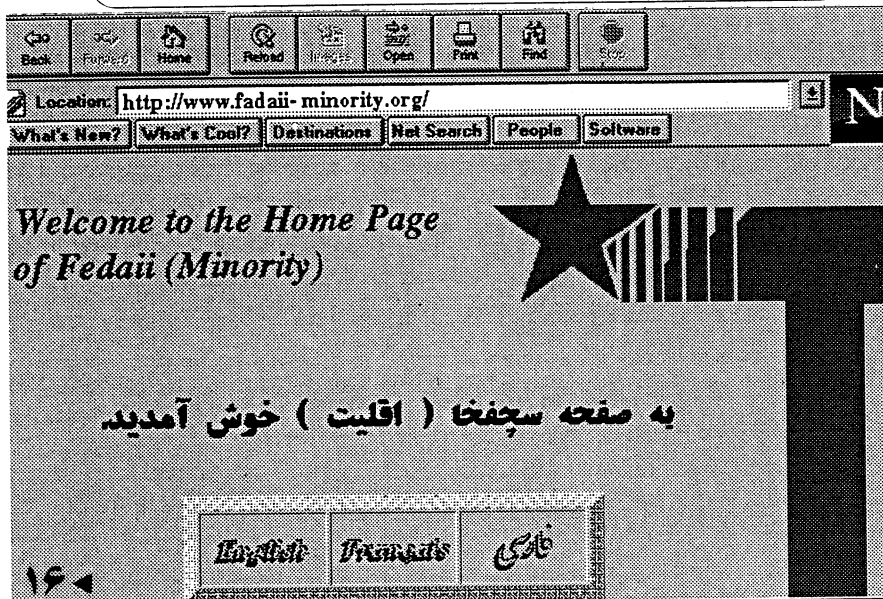 Back Forward Home Reload Images Open Print Find Stop
Location: http://www.fadaii-minority.org/
What's New? What's Cool? Destinations Net Search People Software
N
Welcome to the Home Page
of Fedaii (Minority)
به صفحه سچفخا ( اقلیت ) خوش آمدید.
English Français فارسی
۱۶ ◄